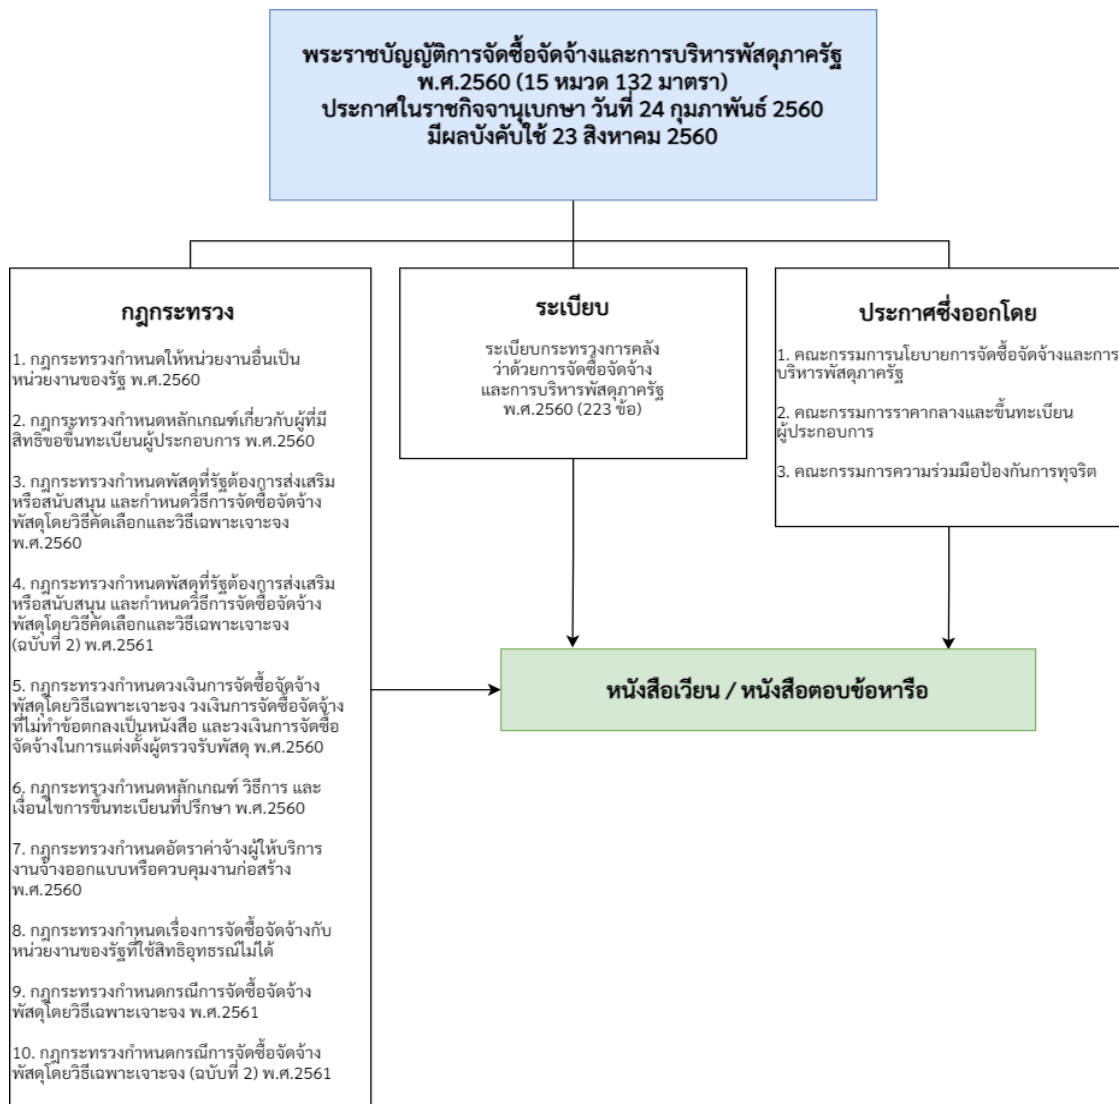 พระราชบัญญัติการจัดซื้อจัดจ้างและการบริหารพัสดุภาครัฐ
พ.ศ.2560 (15 หมวด 132 มาตรา)
ประกาศในราชกิจจานุเบกษา วันที่ 24 กุมภาพันธ์ 2560
มีผลบังคับใช้ 23 สิงหาคม 2560
กฎกระทรวง
1. กฎกระทรวงกำหนดให้หน่วยงานอื่นเป็น
หน่วยงานของรัฐ พ.ศ.2560
2. กฎกระทรวงกำหนดหลักเกณฑ์เกี่ยวกับผู้ที่มี
สิทธิขอขึ้นทะเบียนผู้ประกอบการ พ.ศ.2560
3. กฎกระทรวงกำหนดพัสดุที่รัฐต้องการส่งเสริม
หรือสนับสนุน และกำหนดวิธีการจัดซื้อจัดจ้าง
พัสดุโดยวิธีคัดเลือกและวิธีเฉพาะเจาะจง
พ.ศ.2560
4. กฎกระทรวงกำหนดพัสดุที่รัฐต้องการส่งเสริม
หรือสนับสนุน และกำหนดวิธีการจัดซื้อจัดจ้าง
พัสดุโดยวิธีคัดเลือกและวิธีเฉพาะเจาะจง
(ฉบับที่ 2) พ.ศ.2561
5. กฎกระทรวงกำหนดวงเงินการจัดซื้อจัดจ้าง
พัสดุโดยวิธีเฉพาะเจาะจง วงเงินการจัดซื้อจัดจ้าง
ที่ไม่ทำข้อตกลงเป็นหนังสือ และวงเงินการจัดซื้อ
จัดจ้างในการแต่งตั้งผู้ตรวจรับพัสดุ พ.ศ.2560
6. กฎกระทรวงกำหนดหลักเกณฑ์ วิธีการ และ
เงื่อนไขการขึ้นทะเบียนที่ปรึกษา พ.ศ.2560
7. กฎกระทรวงกำหนดอัตราค่าจ้างผู้ให้บริการ
งานจ้างออกแบบหรือควบคุมงานก่อสร้าง
พ.ศ.2560
8. กฎกระทรวงกำหนดเรื่องการจัดซื้อจัดจ้างกับ
หน่วยงานของรัฐที่ใช้สิทธิอุทธรณ์ไม่ได้
9. กฎกระทรวงกำหนดกรณีการจัดซื้อจัดจ้าง
พัสดุโดยวิธีเฉพาะเจาะจง พ.ศ.2561
10. กฎกระทรวงกำหนดกรณีการจัดซื้อจัดจ้าง
พัสดุโดยวิธีเฉพาะเจาะจง (ฉบับที่ 2) พ.ศ.2561
ระเบียบ
ระเบียบกระทรวงการคลัง
ว่าด้วยการจัดซื้อจัดจ้าง
และการบริหารพัสดุภาครัฐ
พ.ศ.2560 (223 ข้อ)
ประกาศซึ่งออกโดย
1. คณะกรรมการนโยบายการจัดซื้อจัดจ้างและการ
บริหารพัสดุภาครัฐ
2. คณะกรรมการราคากลางและขึ้นทะเบียน
ผู้ประกอบการ
3. คณะกรรมการความร่วมมือป้องกันการทุจริต
หนังสือเวียน / หนังสือตอบข้อหารือ